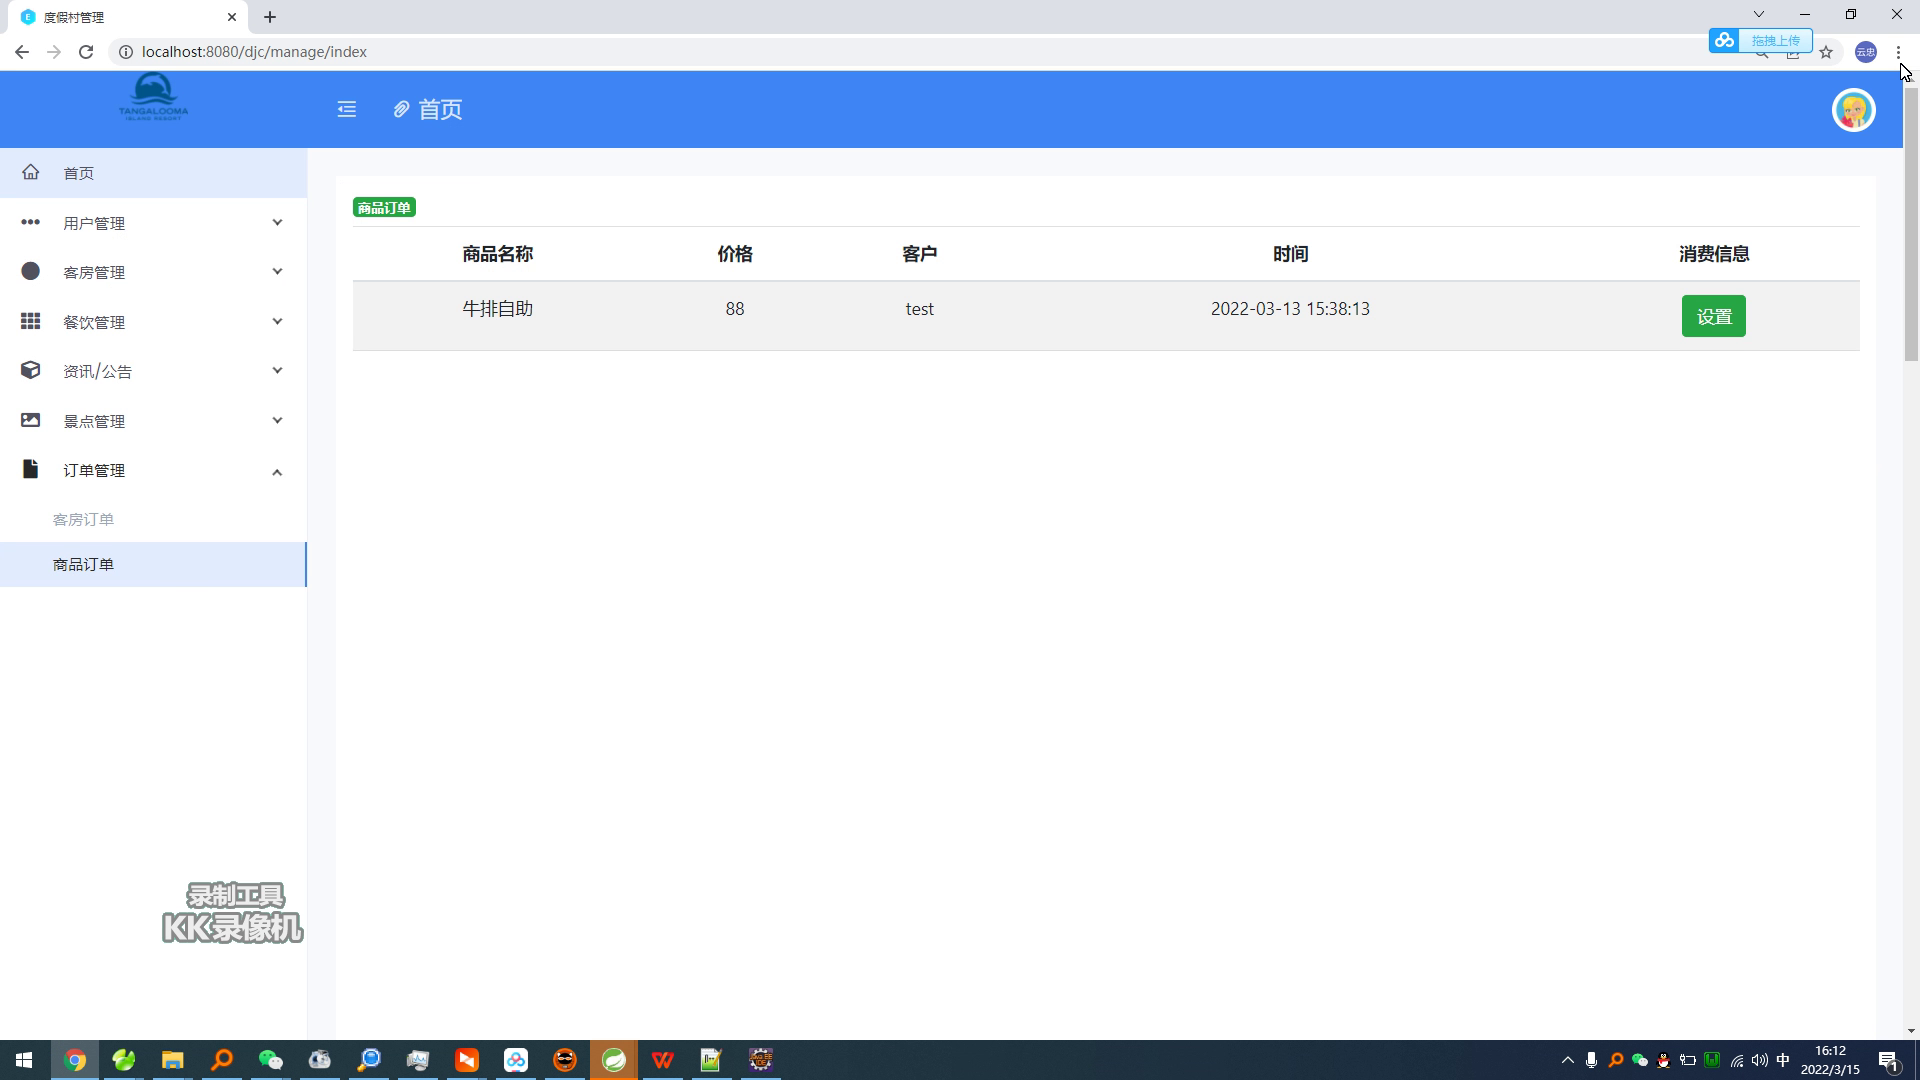 度假村管理
localhost:8080/djc/manage/index
拖拽上传
云忠
TANGALOOMA
ISLAND RESORT
首页
首页
用户管理
客房管理
餐饮管理
资讯/公告
景点管理
订单管理
客房订单
商品订单
商品订单
商品名称 价格 客户 时间 消费信息
牛排自助 88 test 2022-03-13 15:38:13 设置
录制工具
KK录像机
中
16:12
2022/3/15
1